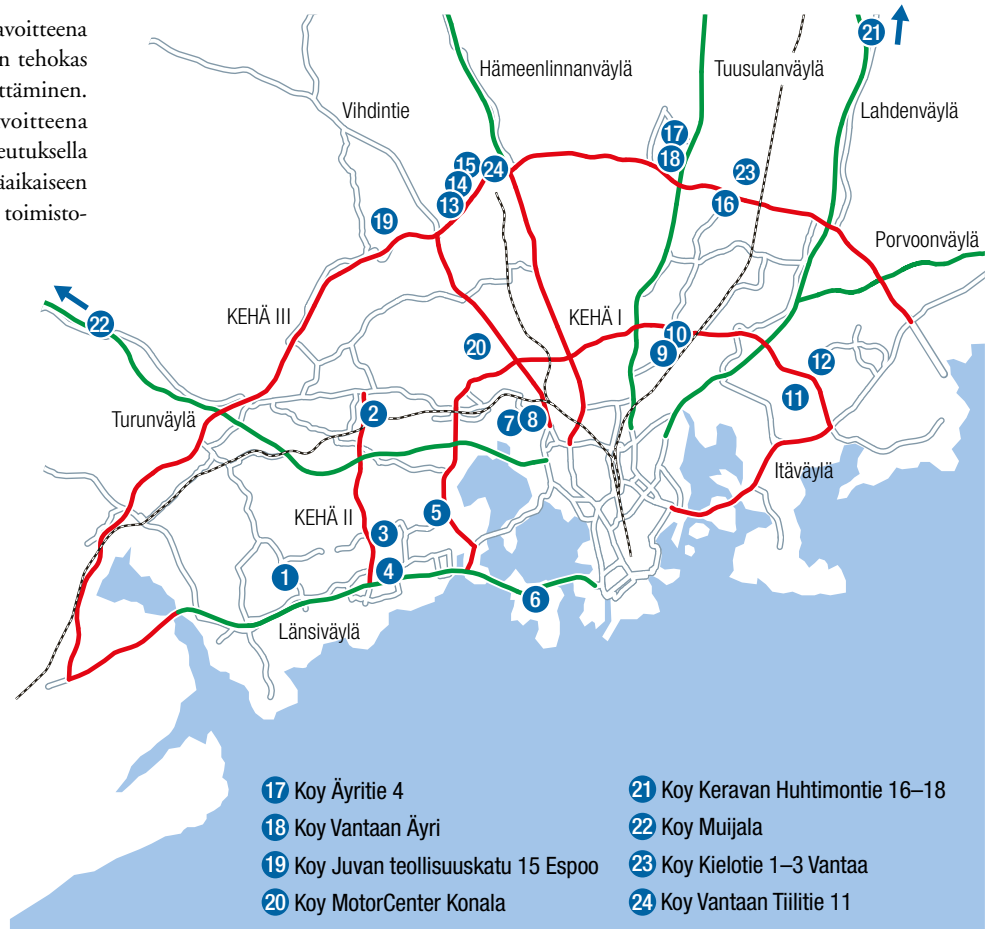 avoitteena
n tehokas
ttäminen.
voitteena
eutuksella
äaikaiseen
toimisto-
21
Hämeenlinnanväylä
Tuusulanväylä
Lahdenväylä
Vihdintie
17
18
15
24
14
13
23
16
19
Porvoonväylä
KEHÄ III
KEHÄ I
22
10
9
20
12
11
Turunväylä
2
7
8
Itäväylä
KEHÄ II
5
3
4
1
6
Länsiväylä
17 Koy Äyritie 4
18 Koy Vantaan Äyri
19 Koy Juvan teollisuuskatu 15 Espoo
20 Koy MotorCenter Konala
21 Koy Keravan Huhtimontie 16–18
22 Koy Muijala
23 Koy Kielotie 1–3 Vantaa
24 Koy Vantaan Tiilitie 11